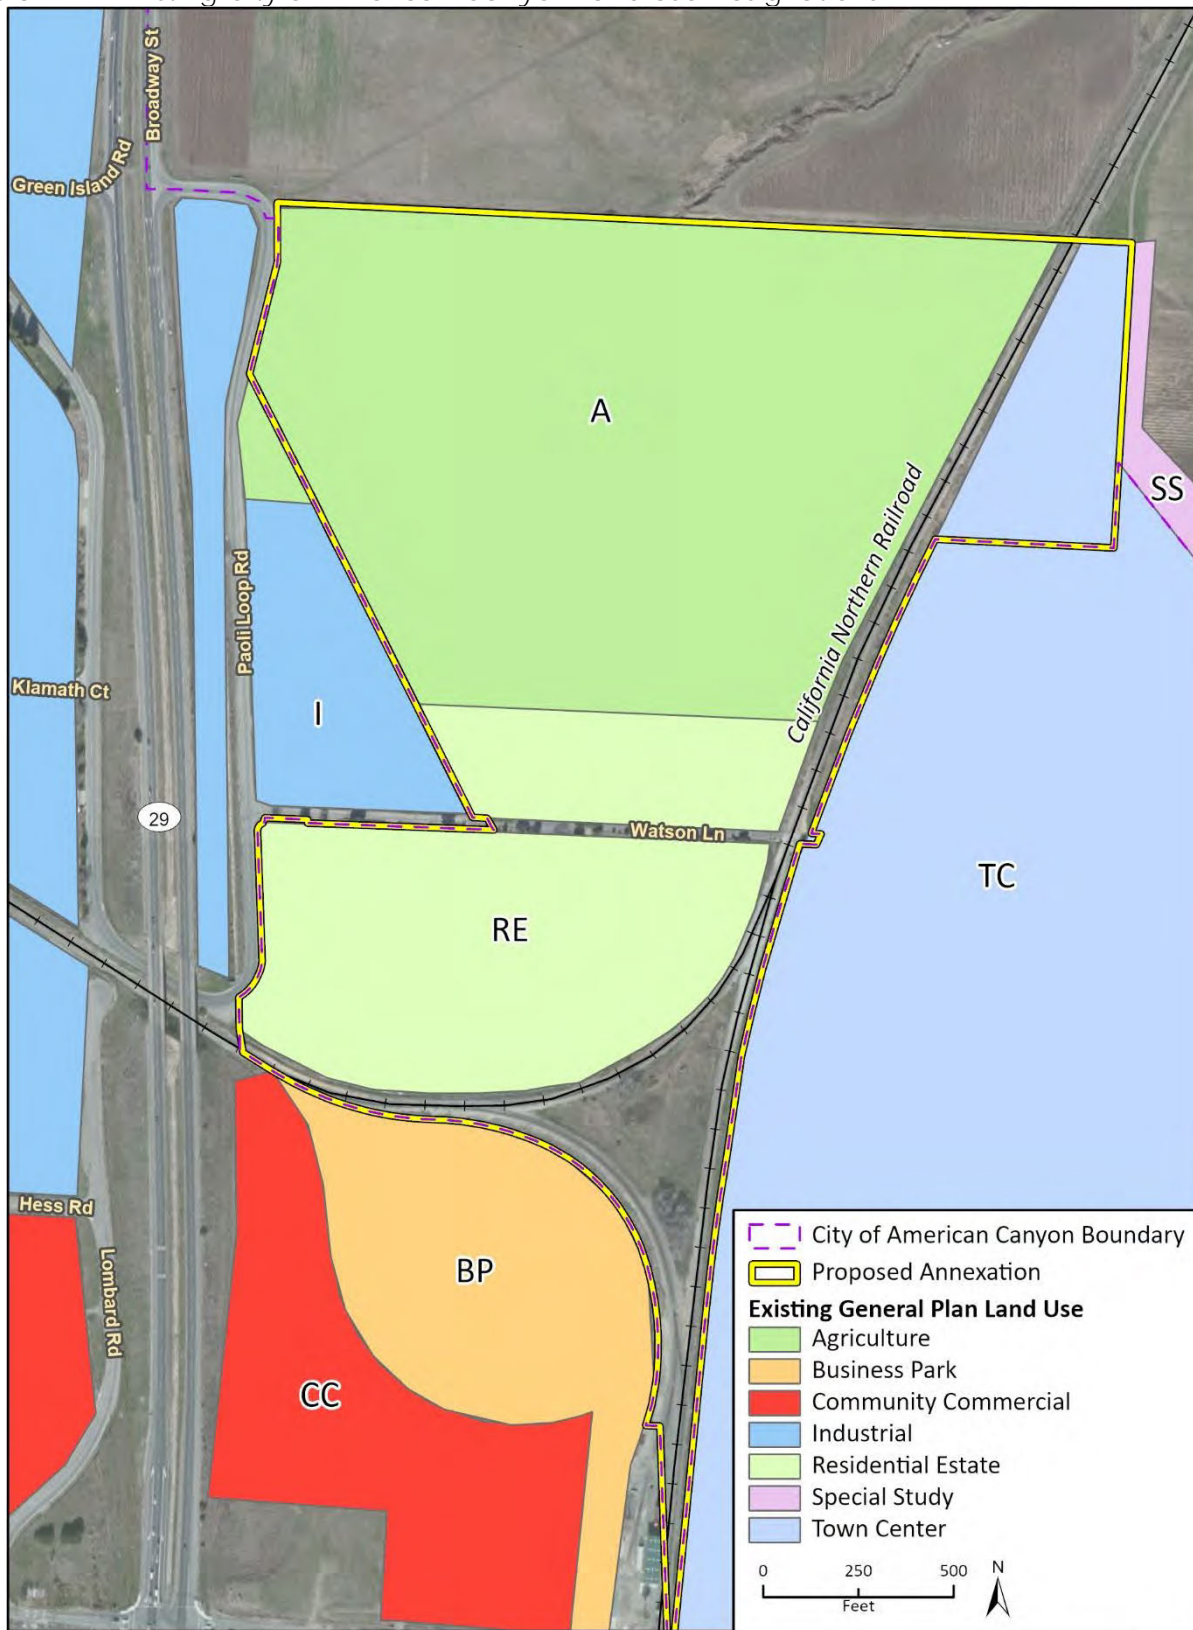 Broadway St
Green Island Rd
A
SS
California Northern Railroad
Paoli Loop Rd
Klamath Ct
I
29
Watson Ln
TC
RE
Hess Rd
Lombard Rd
BP
CC
City of American Canyon Boundary
Proposed Annexation
Existing General Plan Land Use
Agriculture
Business Park
Community Commercial
Industrial
Residential Estate
Special Study
Town Center
0 250 500
Feet
N